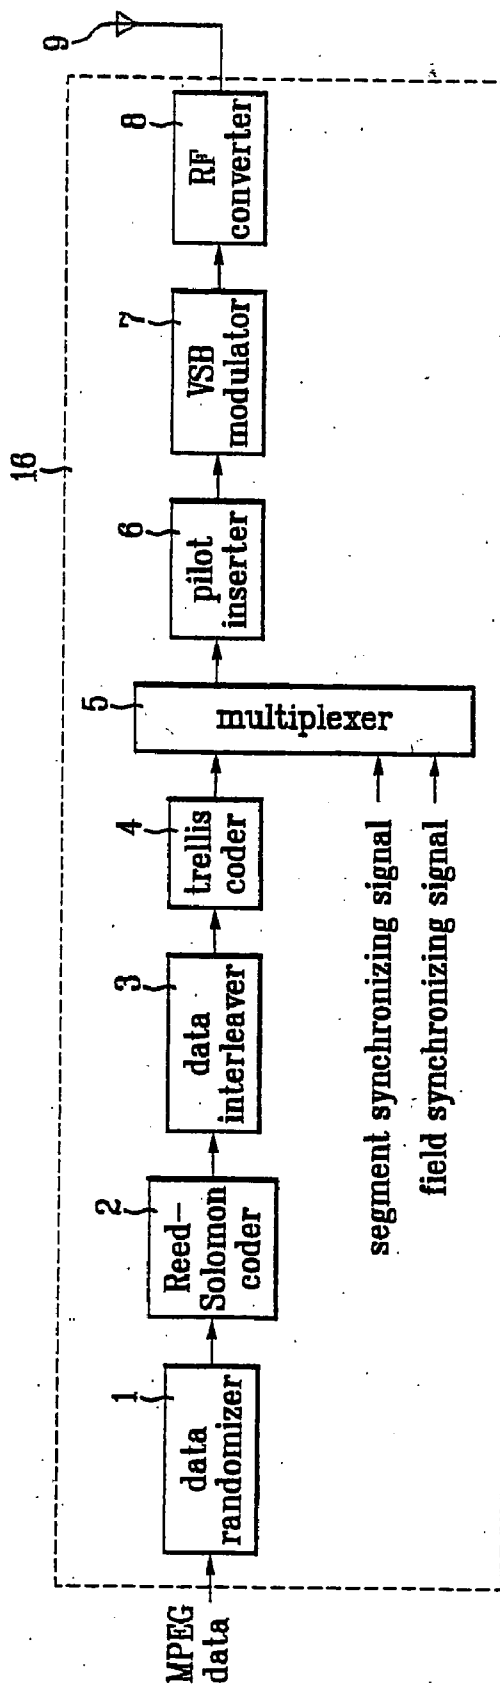 16
MPEG
data
1
data
randomizer
2
Reed-
Solomon
coder
3
data
interleaver
4
trellis
coder
5
multiplexer
segment synchronizing signal
field synchronizing signal
6
pilot
inserter
7
VSB
modulator
8
RF
converter
9